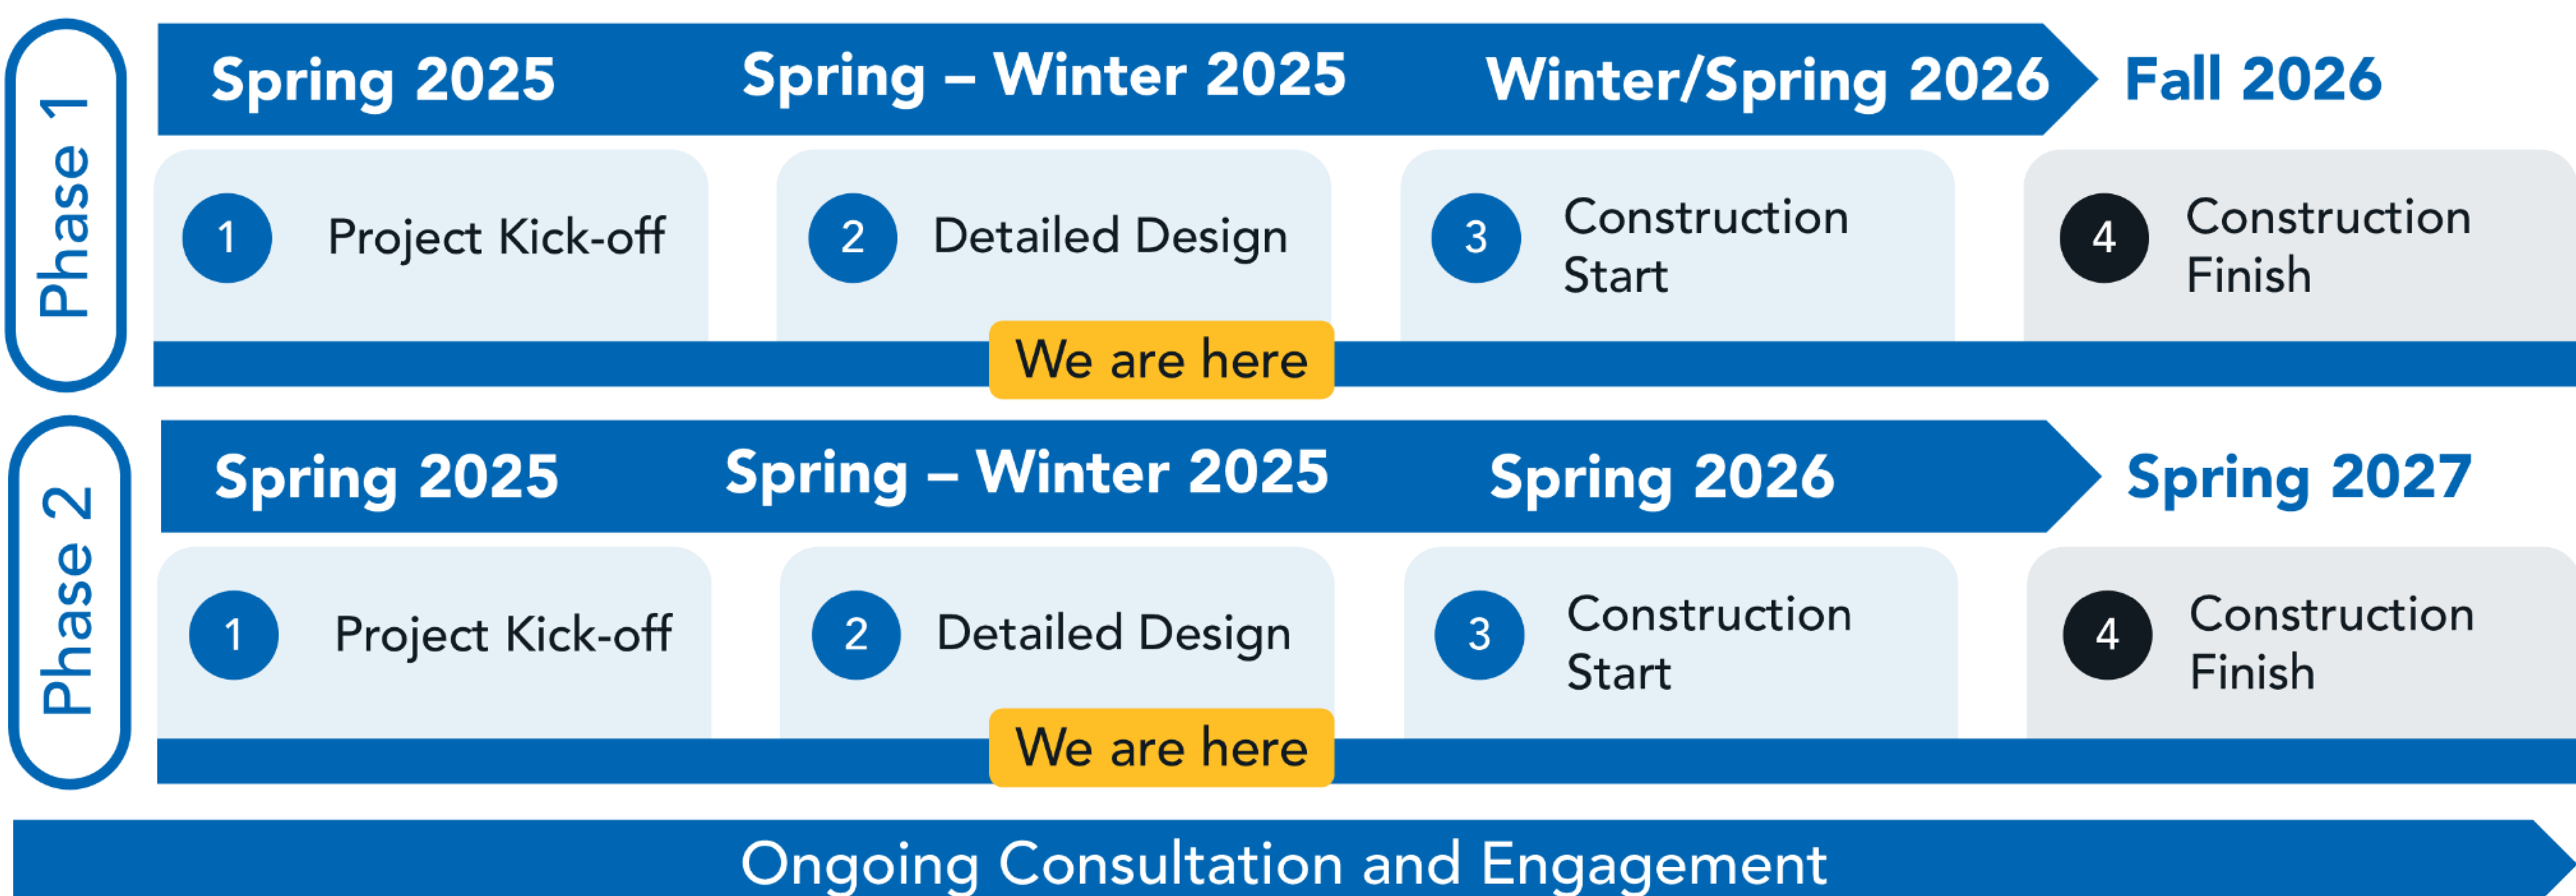 Phase 1
Spring 2025
Spring – Winter 2025
Winter/Spring 2026
Fall 2026
1
Project Kick-off
2
Detailed Design
3
Construction
Start
4
Construction
Finish
We are here
Phase 2
Spring 2025
Spring – Winter 2025
Spring 2026
Spring 2027
1
Project Kick-off
2
Detailed Design
3
Construction
Start
4
Construction
Finish
We are here
Ongoing Consultation and Engagement